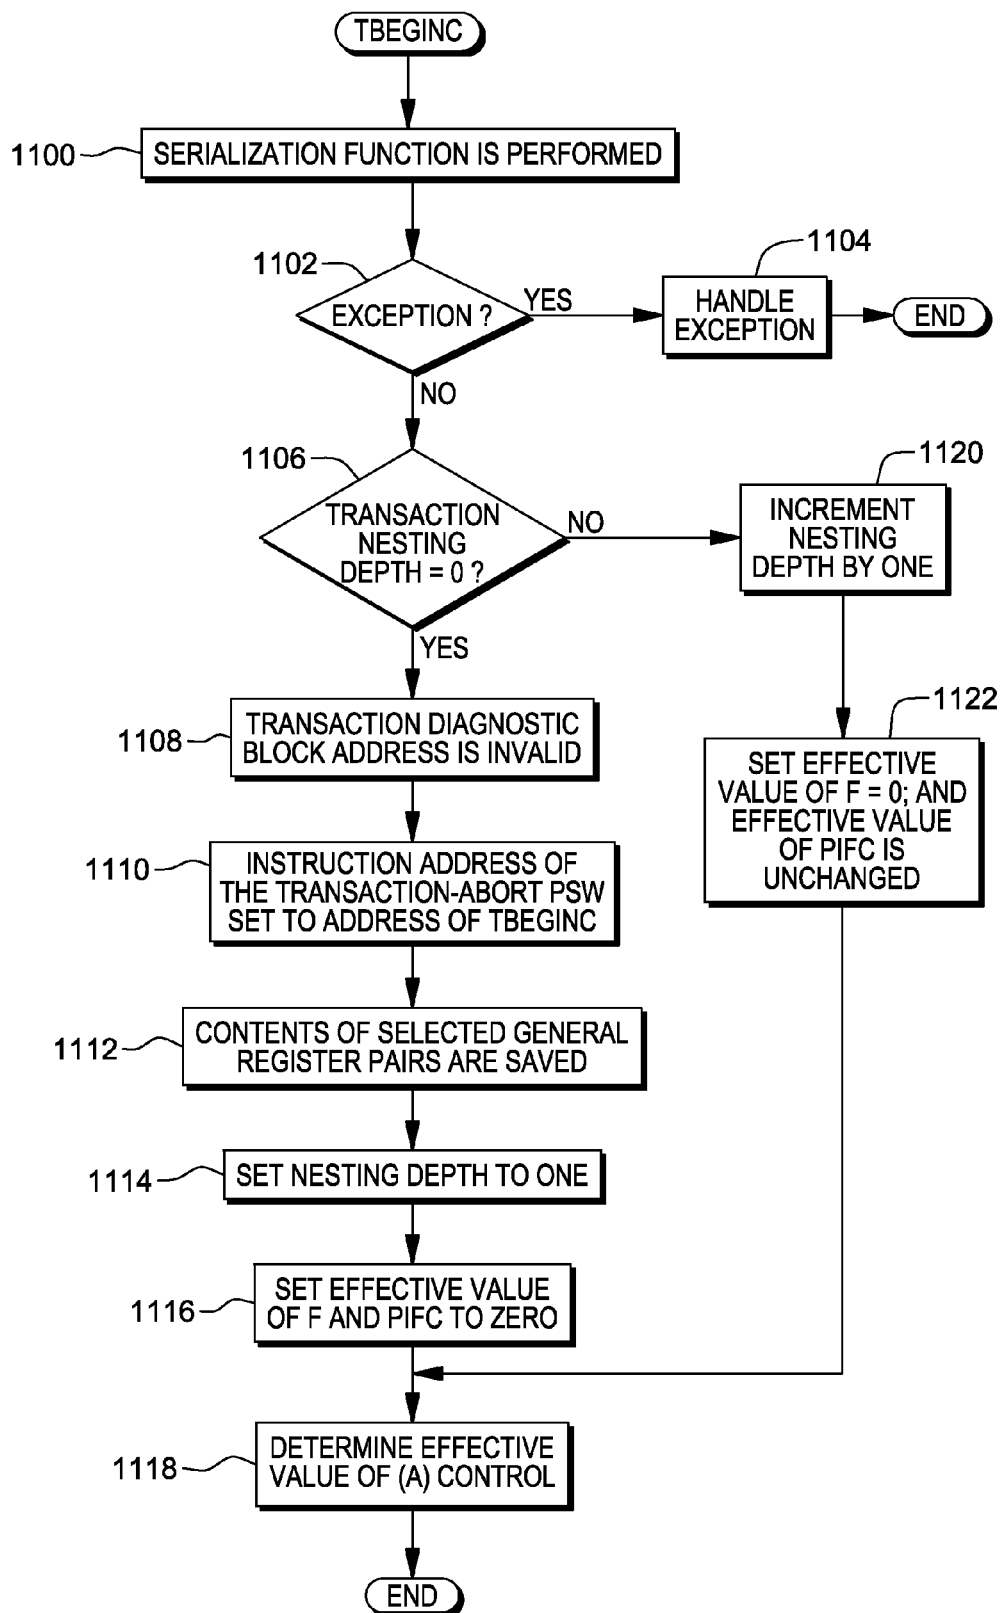 TBEGINC
1100
SERIALIZATION FUNCTION IS PERFORMED
1102
EXCEPTION ?
YES
1104
HANDLE
EXCEPTION
END
NO
1106
TRANSACTION
NESTING
DEPTH = 0 ?
NO
1120
INCREMENT
NESTING
DEPTH BY ONE
YES
1108
TRANSACTION DIAGNOSTIC
BLOCK ADDRESS IS INVALID
1122
SET EFFECTIVE
VALUE OF F = 0; AND
EFFECTIVE VALUE
OF PIFC IS
UNCHANGED
1110
INSTRUCTION ADDRESS OF
THE TRANSACTION-ABORT PSW
SET TO ADDRESS OF TBEGINC
1112
CONTENTS OF SELECTED GENERAL
REGISTER PAIRS ARE SAVED
1114
SET NESTING DEPTH TO ONE
1116
SET EFFECTIVE VALUE
OF F AND PIFC TO ZERO
1118
DETERMINE EFFECTIVE
VALUE OF (A) CONTROL
END